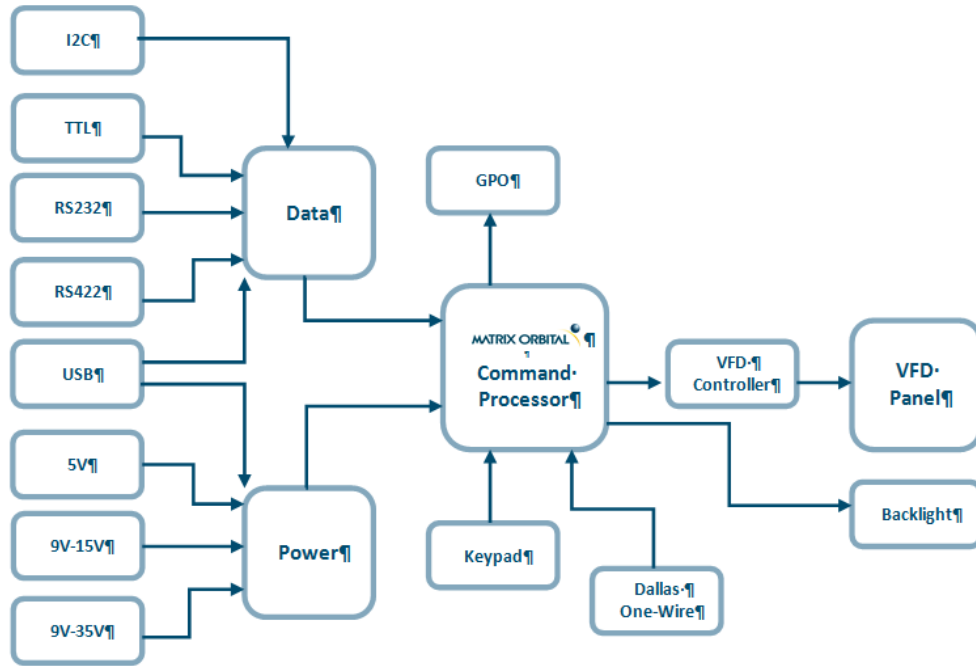 I2C¶
TTL¶
RS232¶
RS422¶
USB¶
5V¶
9V-15V¶
9V-35V¶
Data¶
Power¶
GPO¶
MATRIX ORBITAL ¶
¶
Command·
Processor¶
Keypad¶
Dallas·¶
One-Wire¶
VFD·¶
Controller¶
VFD·
Panel¶
Backlight¶